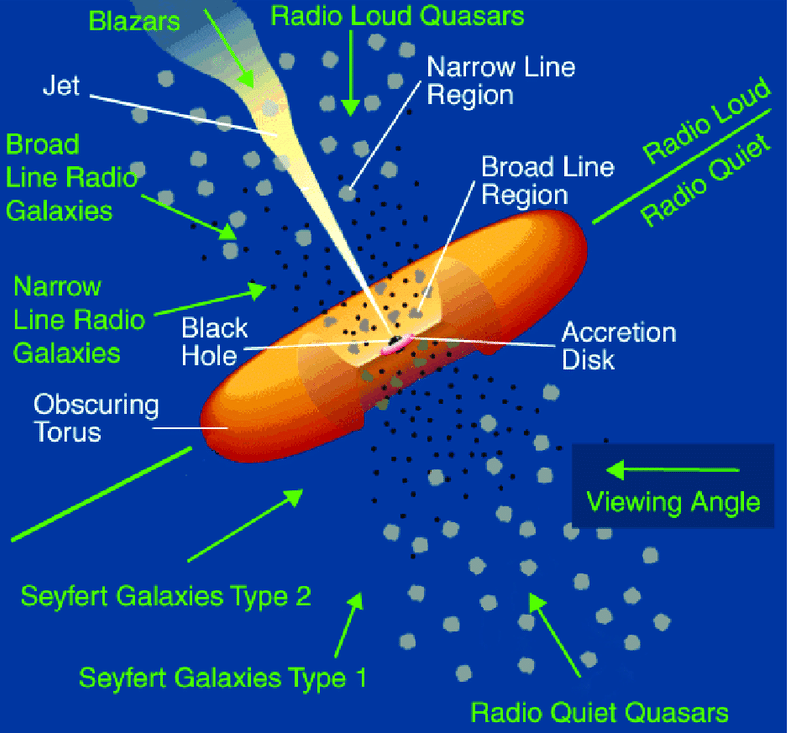 Blazars
Radio Loud Quasars
Jet
Narrow Line
Region
Radio Loud
Radio Quiet
Broad
Line Radio
Galaxies
Broad Line
Region
Narrow
Line Radio
Galaxies
Black
Hole
Accretion
Disk
Obscuring
Torus
Viewing Angle
Seyfert Galaxies Type 2
Seyfert Galaxies Type 1
Radio Quiet Quasars